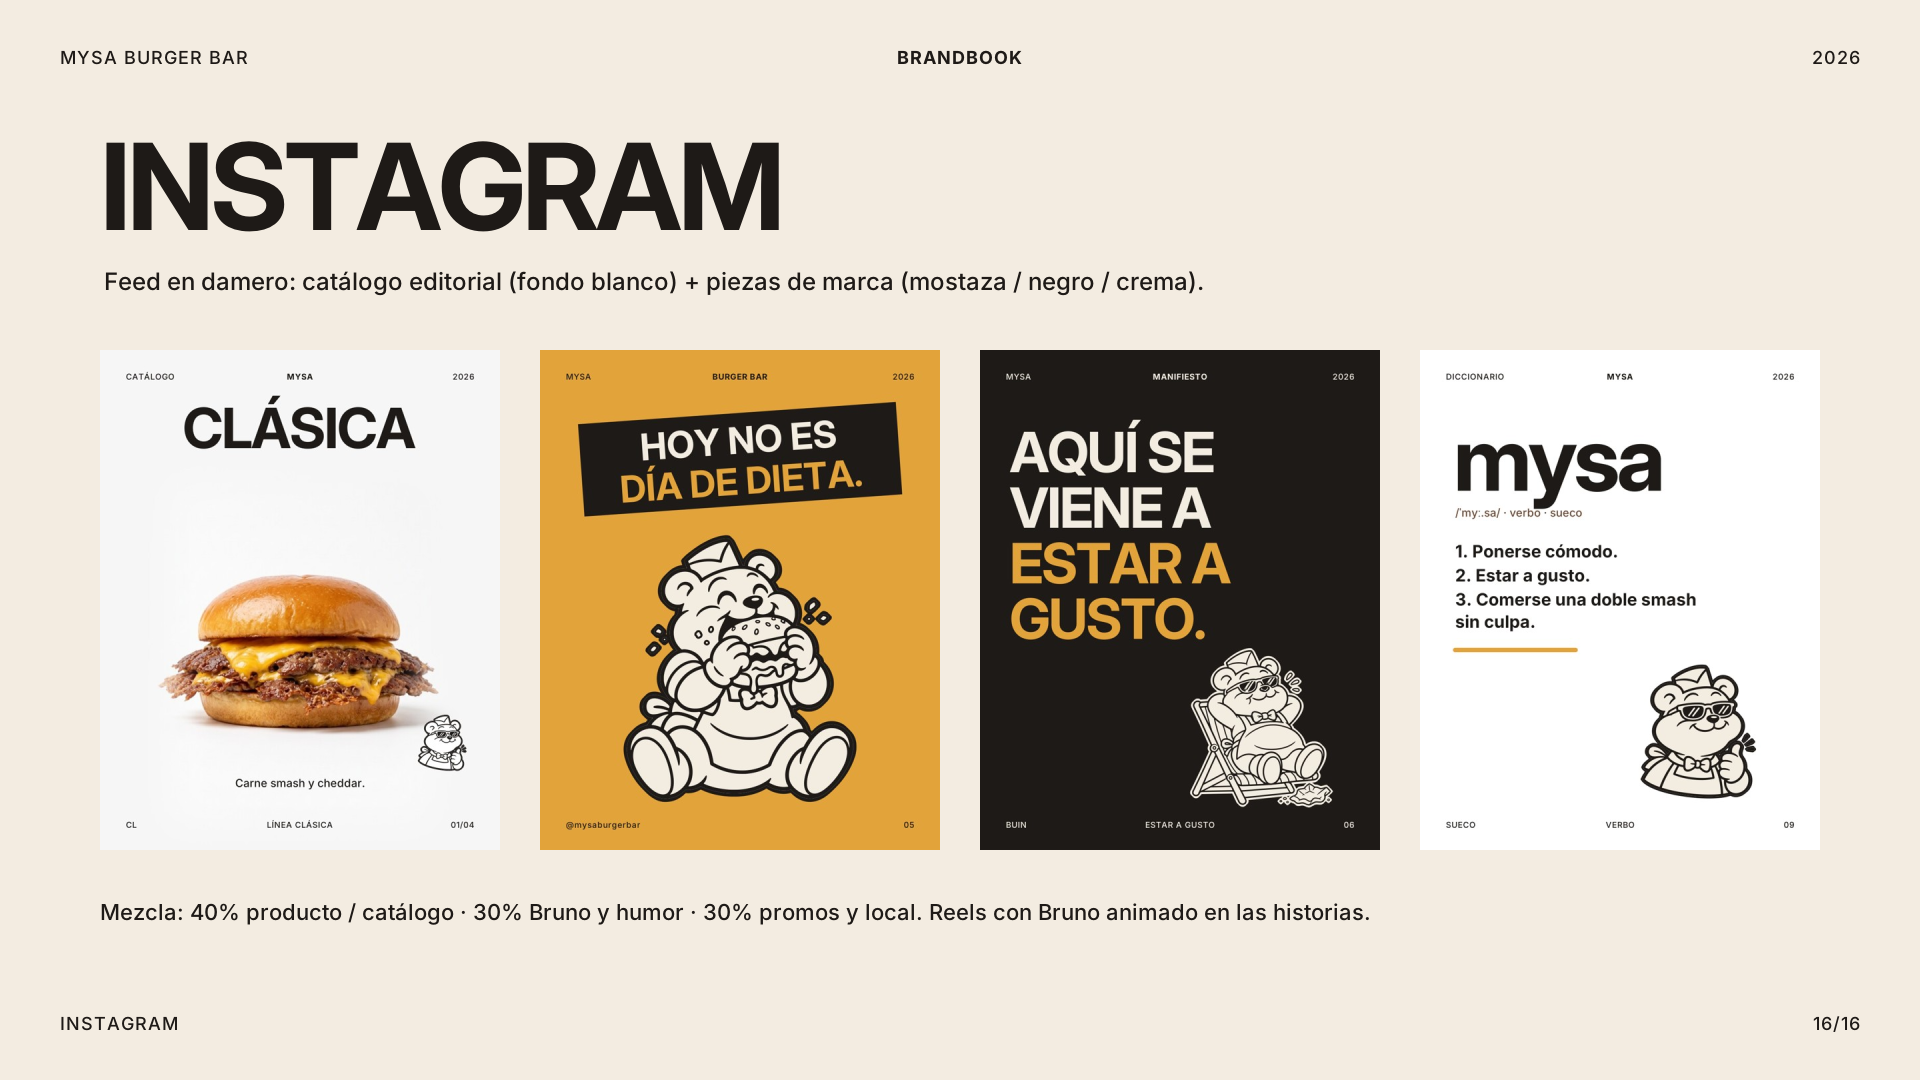 MYSA BURGER BAR
BRANDBOOK
2026
INSTAGRAM
Feed en damero: catálogo editorial (fondo blanco) + piezas de marca (mostaza / negro / crema).
CATÁLOGO
MYSA
2026
CLÁSICA
Carne smash y cheddar.
CL
LÍNEA CLÁSICA
01/04
MYSA
BURGER BAR
2026
HOY NO ES
DÍA DE DIETA.
@mysaburgerbar
05
MYSA
MANIFIESTO
2026
AQUÍ SE
VIENE A
ESTAR A
GUSTO.
BUIN
ESTAR A GUSTO
06
DICCIONARIO
MYSA
2026
mysa
/ˈmyː.sa/ · verbo · sueco
1. Ponerse cómodo.
2. Estar a gusto.
3. Comerse una doble smash
sin culpa.
SUECO
VERBO
09
Mezcla: 40% producto / catálogo · 30% Bruno y humor · 30% promos y local. Reels con Bruno animado en las historias.
INSTAGRAM
16/16